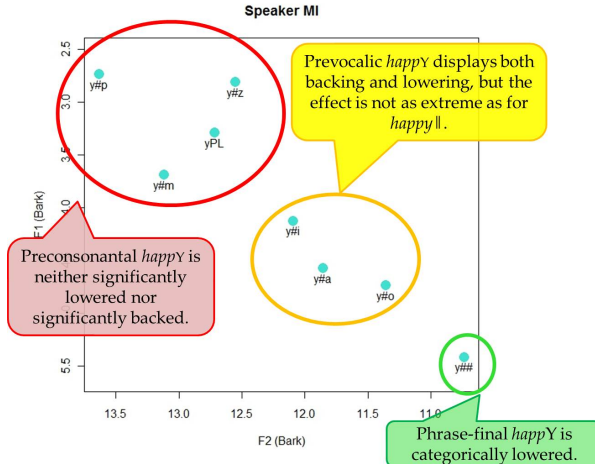 Speaker MI
Prevocalic happY displays both
backing and lowering, but the
effect is not as extreme as for
happy‖.
2.5
3.0
3.5
4.0
5.5
F1 (Bark)
y#p
y#z
yPL
y#m
y#i
y#a
y#o
y##
Preconsonantal happY is
neither significantly
lowered nor
significantly backed.
13.5 13.0 12.5 12.0 11.5 11.0
F2 (Bark)
Phrase-final happY is
categorically lowered.